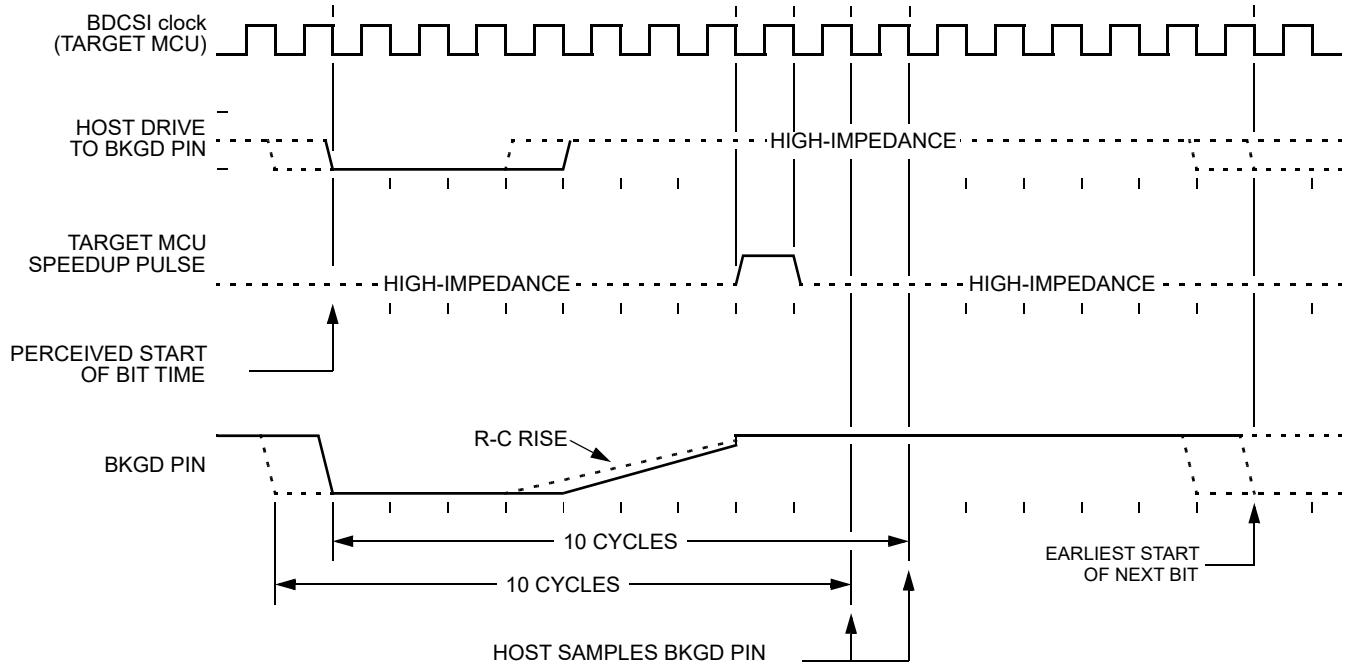 BDCSI clock
(TARGET MCU)
HOST DRIVE
TO BKGD PIN
HIGH-IMPEDANCE
TARGET MCU
SPEEDUP PULSE
HIGH-IMPEDANCE
HIGH-IMPEDANCE
PERCEIVED START
OF BIT TIME
R-C RISE
BKGD PIN
10 CYCLES
10 CYCLES
EARLIEST START
OF NEXT BIT
HOST SAMPLES BKGD PIN